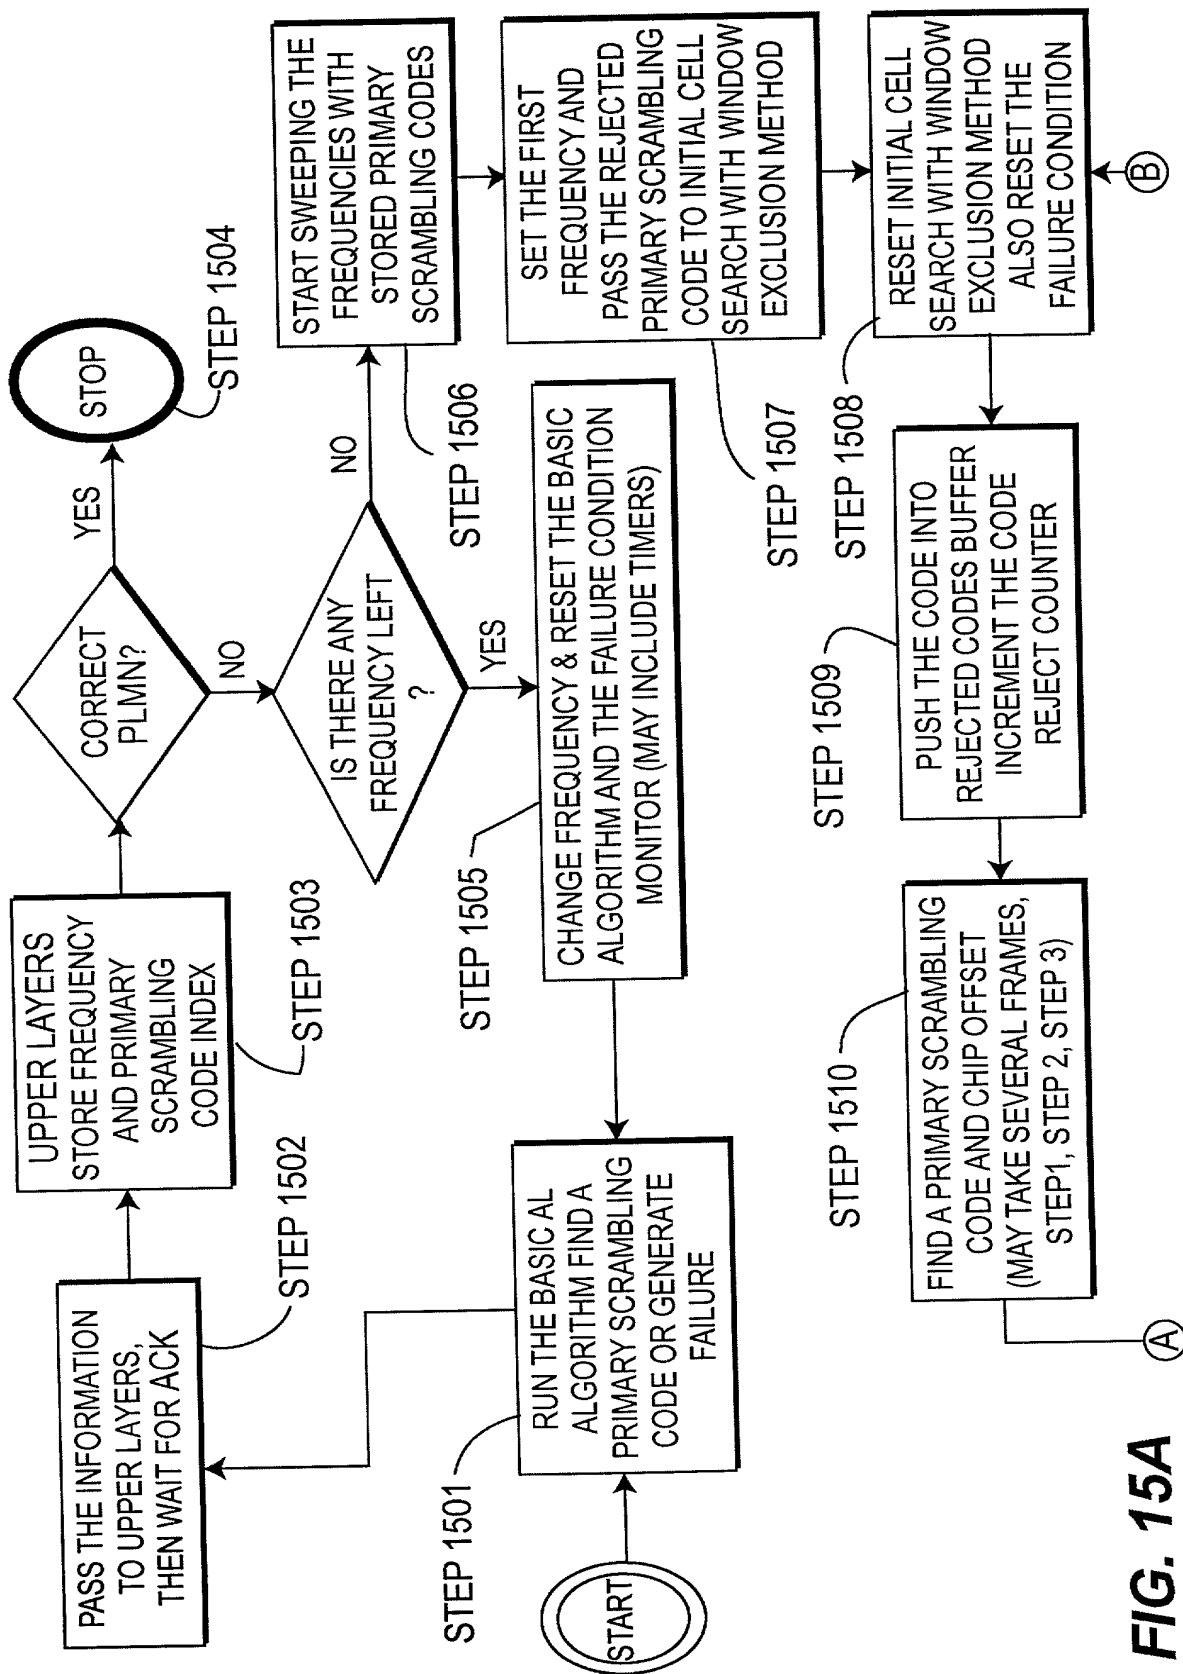 START
STEP 1501
RUN THE BASIC AL
ALGORITHM FIND A
PRIMARY SCRAMBLING
CODE OR GENERATE
FAILURE
PASS THE INFORMATION
TO UPPER LAYERS,
THEN WAIT FOR ACK
STEP 1502
UPPER LAYERS
STORE FREQUENCY
AND PRIMARY
SCRAMBLING
CODE INDEX
STEP 1503
CORRECT
PLMN?
YES
STOP
STEP 1504
NO
IS THERE ANY
FREQUENCY LEFT
?
YES
STEP 1505
CHANGE FREQUENCY & RESET THE BASIC
ALGORITHM AND THE FAILURE CONDITION
MONITOR (MAY INCLUDE TIMERS)
NO
START SWEEPING THE
FREQUENCIES WITH
STORED PRIMARY
SCRAMBLING CODES
STEP 1506
SET THE FIRST
FREQUENCY AND
PASS THE REJECTED
PRIMARY SCRAMBLING
CODE TO INITIAL CELL
SEARCH WITH WINDOW
EXCLUSION METHOD
STEP 1507
STEP 1508
RESET INITIAL CELL
SEARCH WITH WINDOW
EXCLUSION METHOD
ALSO RESET THE
FAILURE CONDITION
B
STEP 1509
PUSH THE CODE INTO
REJECTED CODES BUFFER
INCREMENT THE CODE
REJECT COUNTER
STEP 1510
FIND A PRIMARY SCRAMBLING
CODE AND CHIP OFFSET
(MAY TAKE SEVERAL FRAMES,
STEP1, STEP 2, STEP 3)
A
FIG. 15A